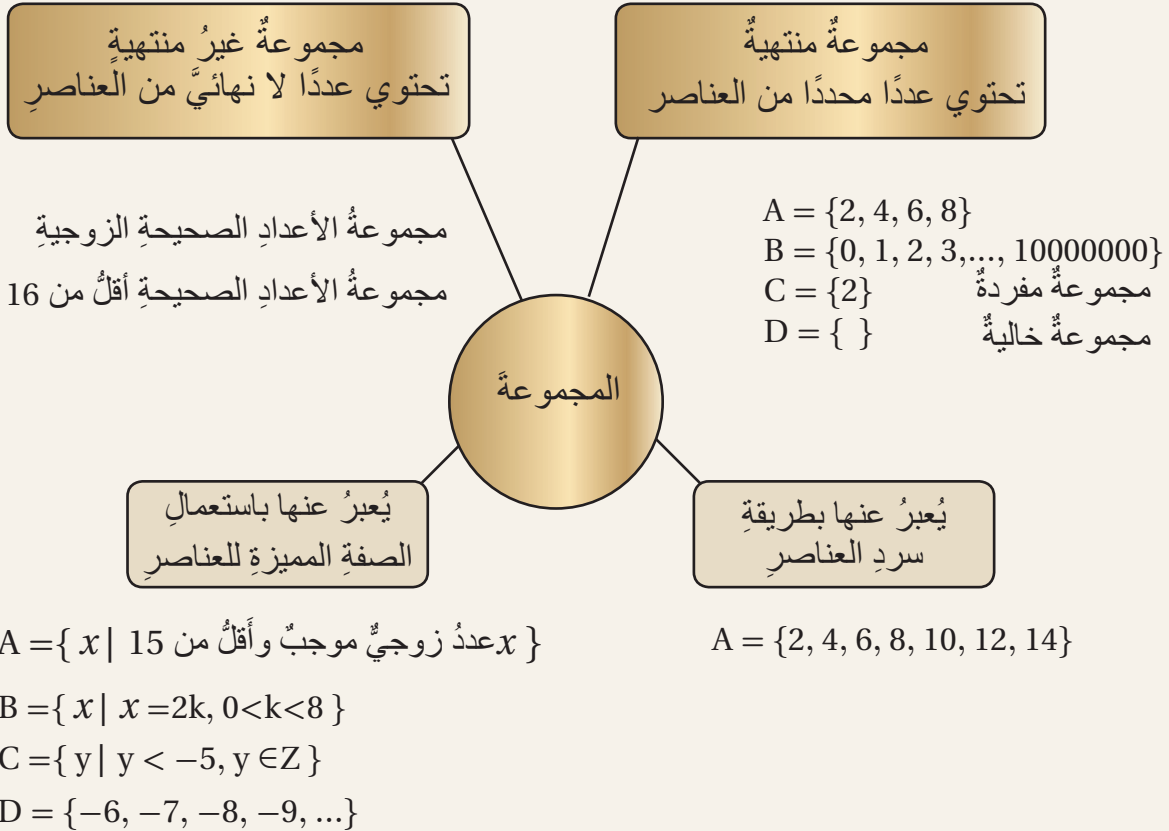 مجموعةٌ منتهيةٌ
تحتوي عددًا محددًا من العناصر
مجموعةٌ غيرُ منتهيةٍ
تحتوي عددًا لا نهائيَّ من العناصرِ
A = {2, 4, 6, 8}
B = {0, 1, 2, 3,..., 10000000}
C = {2} مجموعةٌ مفردةٌ
D = { } مجموعةٌ خاليةٌ
مجموعةُ الأعدادِ الصحيحةِ الزوجيةِ
مجموعةُ الأعدادِ الصحيحةِ أقلُّ من 16
المجموعةَ
يُعبرُ عنها بطريقةِ
سردِ العناصرِ
A = {2, 4, 6, 8, 10, 12, 14}
يُعبرُ عنها باستعمالِ
الصفةِ المميزةِ للعناصرِ
A ={ x | x عددُ زوجيٌّ موجبٌ وأَقلُّ من 15 }
B ={ x | x =2k, 0<k<8 }
C ={ y | y < −5, y ∈Z }
D = {−6, −7, −8, −9, ...}